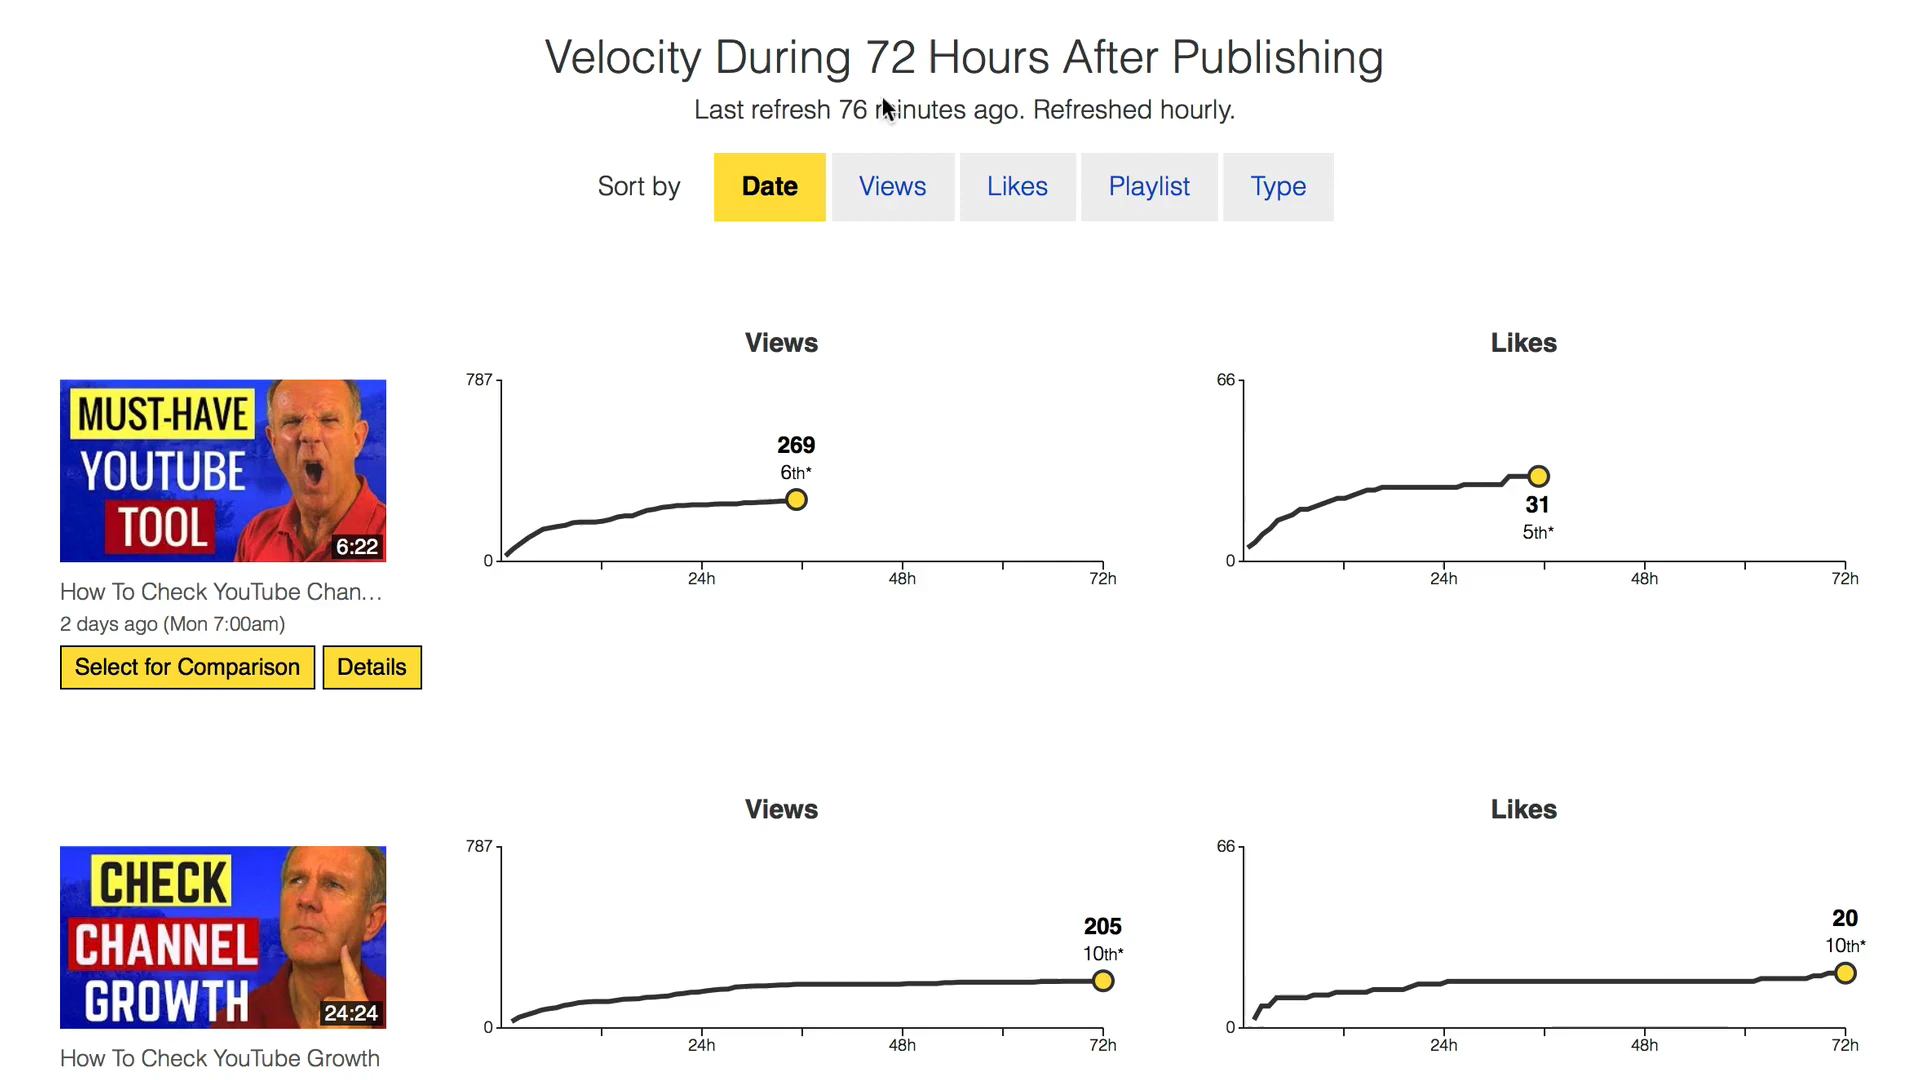 Velocity During 72 Hours After Publishing
Last refresh 76 minutes ago. Refreshed hourly.
Sort by Date Views Likes Playlist Type
Views
787
269
6th*
0
24h 48h 72h
Likes
66
31
5th*
0
24h 48h 72h
MUST-HAVE
YOUTUBE
TOOL
6:22
How To Check YouTube Chan...
2 days ago (Mon 7:00am)
Select for Comparison Details
Views
787
205
10th*
0
24h 48h 72h
Likes
66
20
10th*
0
24h 48h 72h
CHECK
CHANNEL
GROWTH
24:24
How To Check YouTube Growth